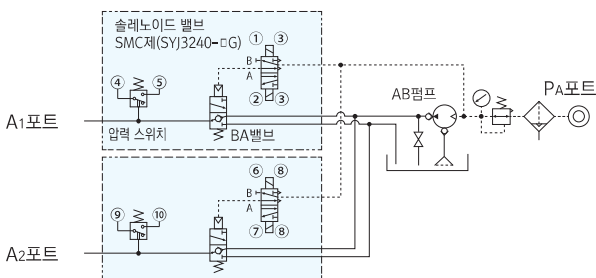 솔레노이드 밸브
SMC제(SYJ3240-□G)
① ③
B
A
② ③
④ ⑤
압력 스위치
BA밸브
A1포트
AB펌프
PA포트
⑥ ⑧
B
A
⑦ ⑧
⑨ ⑩
A2포트